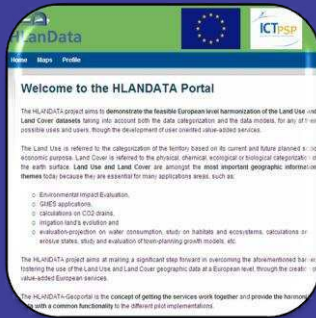 HLanData
ICTpsp
Home Maps Profile
Welcome to the HLANDATA Portal
The HLANDATA project aims to demonstrate the feasible European level harmonization of the Land Use and
Land Cover datasets taking into account both the data categorization and the data models, for any of
possible uses and users, though the development of user oriented value-added services.
The Land Use is referred to the categorization of the territory based on its current and future planned
economic purpose. Land Cover is referred to the physical, chemical, ecological or biological categorization
the earth surface. Land Use and Land Cover are amongst the most important geographic information
themes today because they are essential for many applications areas, such as:
Environmental Impact Evaluation,
GMES applications,
calculations on CO2 drains,
irrigation land's evolution and
evaluation-projection on water consumption, study on habitats and ecosystems, calculations
erosive states, study and evaluation of town-planning growth models, etc.
The HLANDATA project aims at making a significant step forward in overcoming the aforementioned
fostering the use of the Land Use and Land Cover geographic data at a European level, through the
value-added European services.
The HLANDATA-Geoportal is the concept of getting the services work together and provide the
data with a common functionality to the different pilot implementations.